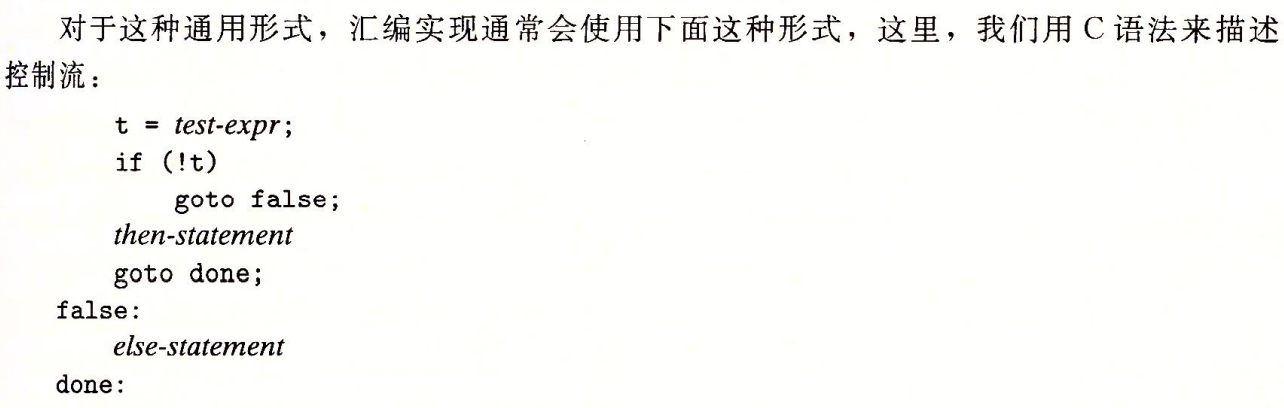 对于这种通用形式，汇编实现通常会使用下面这种形式，这里，我们用 C 语法来描述
控制流：
t = test-expr;
if (!t)
goto false;
then-statement
goto done;
false:
else-statement
done: